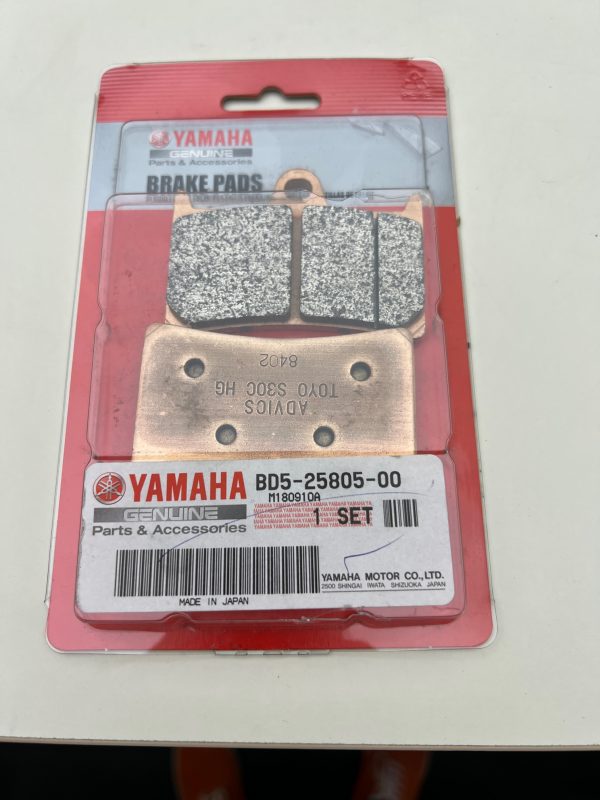 YAMAHA
GENUINE
Parts & Accessories
BRAKE PADS
8402
TOYO S30C HG
ADVICS
YAMAHA
GENUINE
Parts & Accessories
BD5-25805-00
M180910A
1 SET
MADE IN JAPAN
YAMAHA MOTOR CO.,LTD.
2500 SHINGAI IWATA SHIZUOKA JAPAN